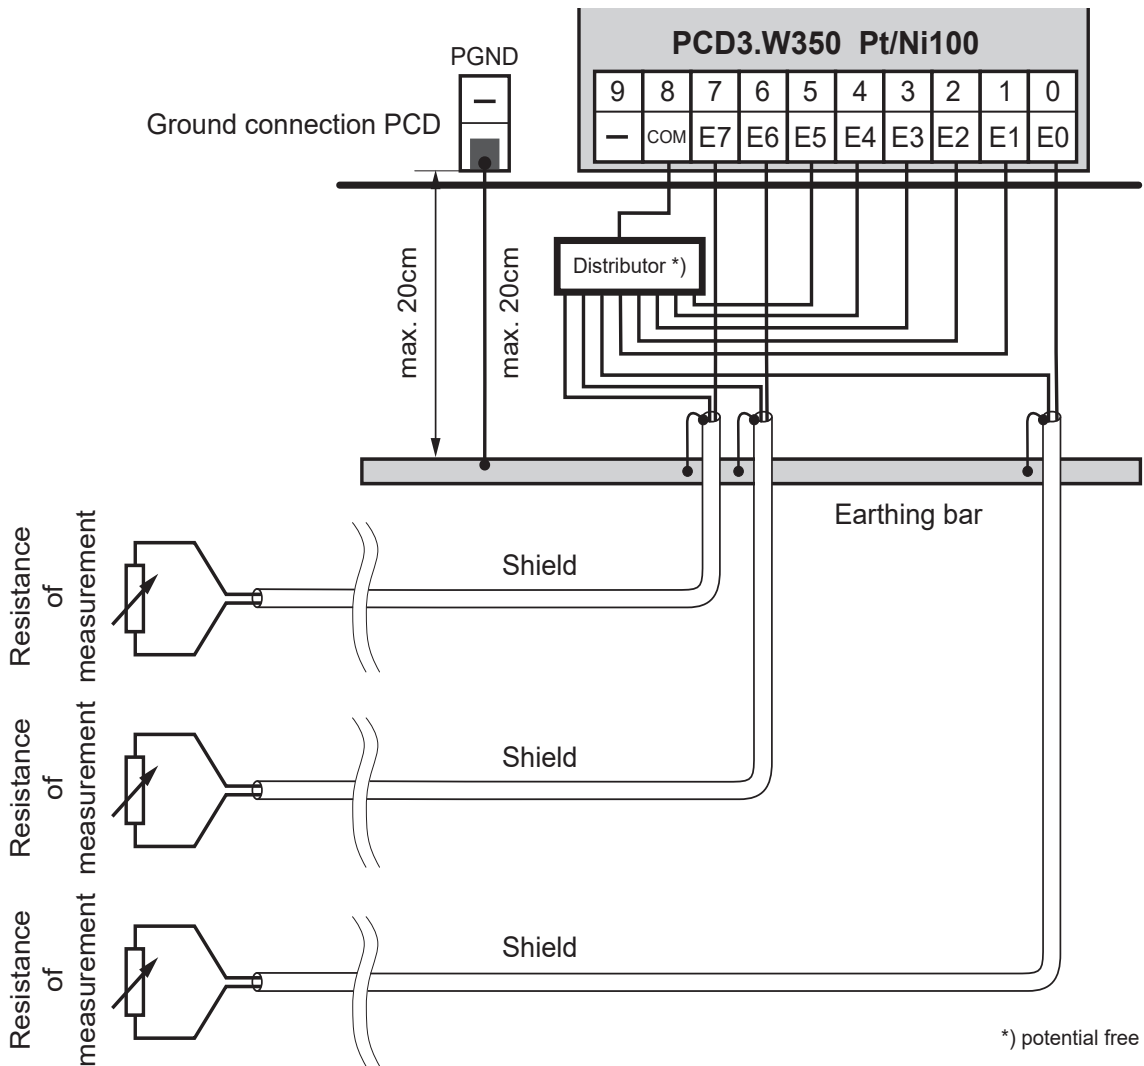 PCD3.W350 Pt/Ni100
PGND
–
Ground connection PCD
9 8 7 6 5 4 3 2 1 0
– COM E7 E6 E5 E4 E3 E2 E1 E0
max. 20cm
max. 20cm
Distributor *)
Earthing bar
Resistance
of
measurement
Shield
Resistance
of
measurement
Shield
Resistance
of
measurement
Shield
*) potential free